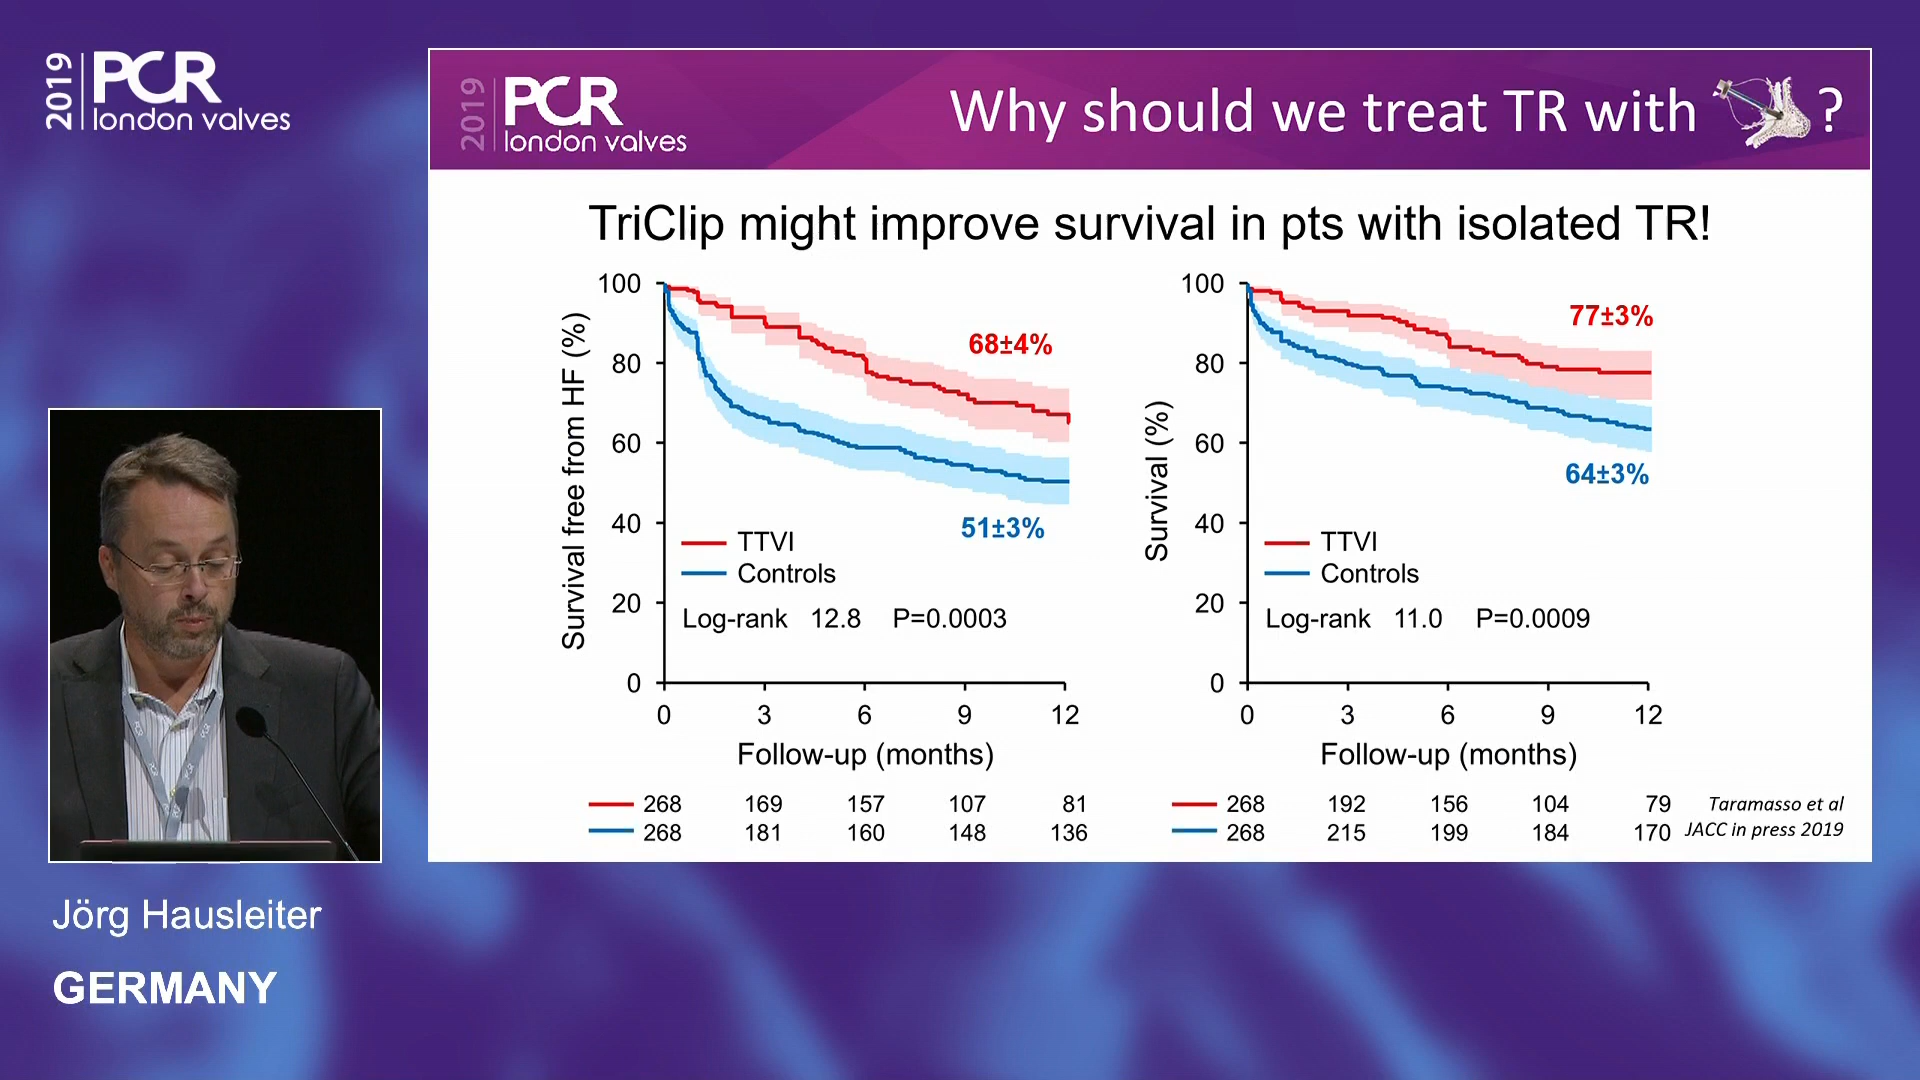 2019 PCR london valves
2019 PCR london valves
Why should we treat TR with ?
TriClip might improve survival in pts with isolated TR!
Survival free from HF (%)
100
80
60
40
20
0
68±4%
51±3%
TTVI
Controls
Log-rank 12.8 P=0.0003
0 3 6 9 12
Follow-up (months)
268 169 157 107 81
268 181 160 148 136
Survival (%)
100
80
60
40
20
0
77±3%
64±3%
TTVI
Controls
Log-rank 11.0 P=0.0009
0 3 6 9 12
Follow-up (months)
268 192 156 104 79
268 215 199 184 170
Taramasso et al
JACC in press 2019
Jörg Hausleiter
GERMANY